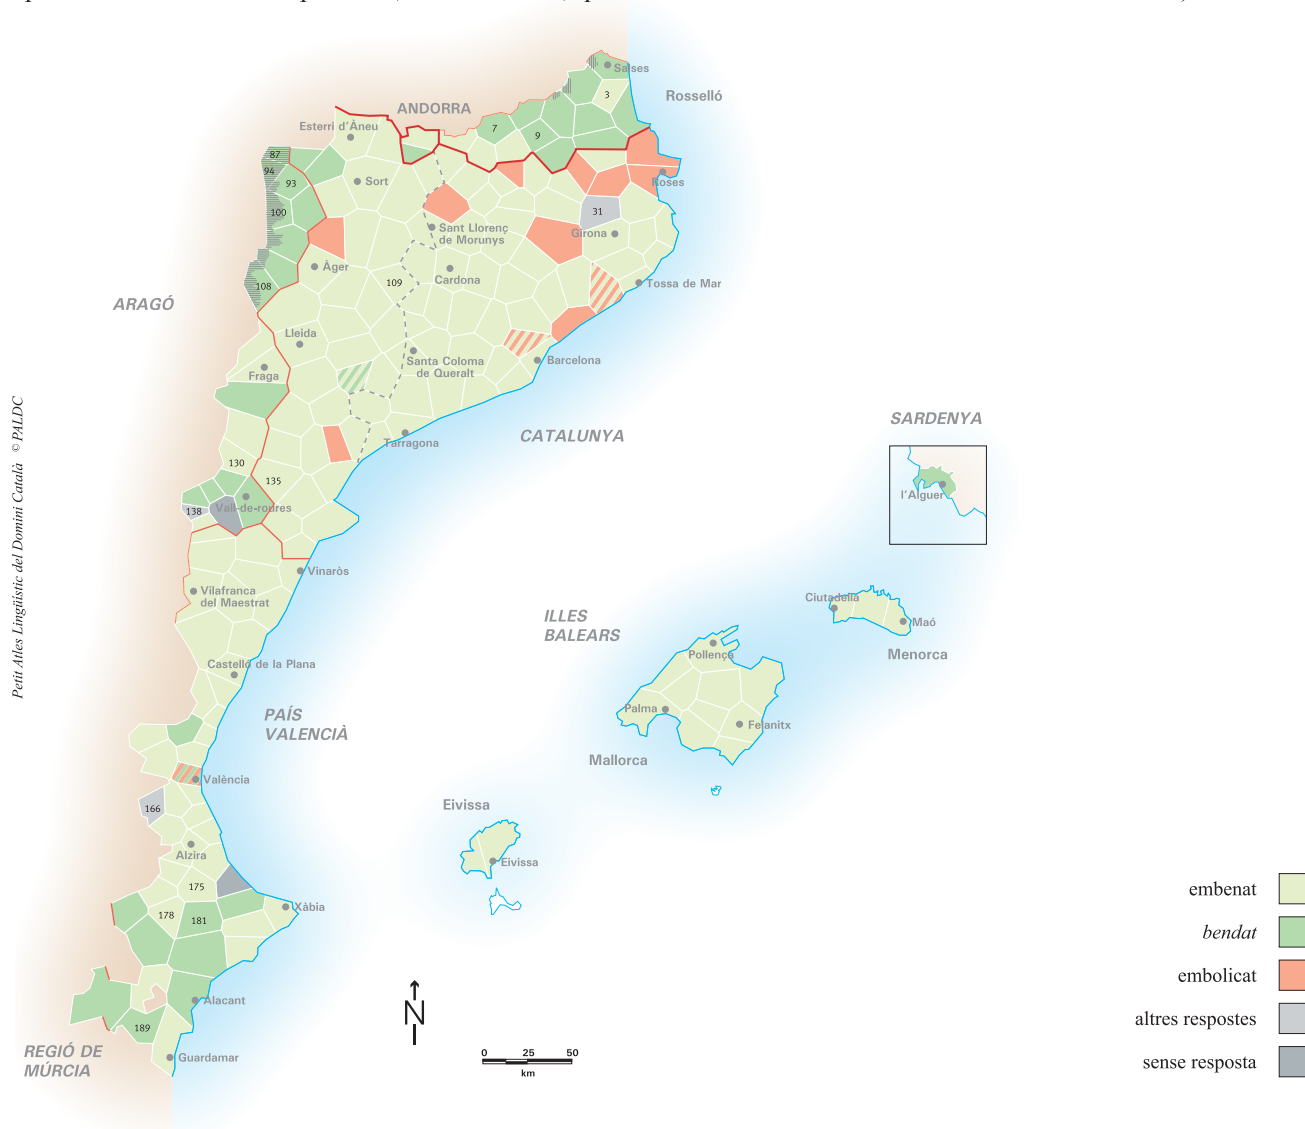 Salses
3
Rosselló
ANDORRA
Esterri d'Àneu
7
9
87
94
93
Sort
Roses
100
31
Sant Llorenç
de Morunys
Girona
Àger
Cardona
109
108
Tossa de Mar
ARAGÓ
Lleida
Santa Coloma
de Queralt
Barcelona
Fraga
CATALUNYA
Tarragona
SARDENYA
130
135
l'Alguer
138
Vall-de-roures
Petit Atles Lingüístic del Domini Català © PALDC
Vinaròs
Vilafranca
del Maestrat
ILLES
BALEARS
Ciutadella
Maó
Menorca
Pollença
Castelló de la Plana
PAÍS
VALENCIÀ
Palma
Felanitx
Mallorca
València
166
Eivissa
Alzira
Eivissa
175
178
181
Xàbia
embenat
bendat
embolicat
altres respostes
sense resposta
Alacant
N
189
REGIÓ DE
MÚRCIA
Guardamar
0 25 50
km